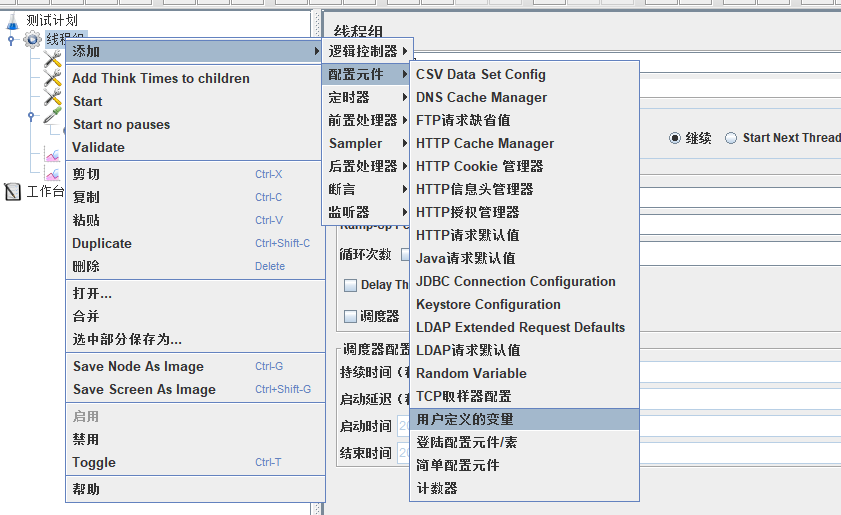 测试计划
线程组
工作台
添加
Add Think Times to children
Start
Start no pauses
Validate
剪切 Ctrl-X
复制 Ctrl-C
粘贴 Ctrl-V
Duplicate Ctrl+Shift-C
删除 Delete
打开...
合并
选中部分保存为...
Save Node As Image Ctrl-G
Save Screen As Image Ctrl+Shift-G
启用
禁用
Toggle Ctrl-T
帮助
逻辑控制器
配置元件
定时器
前置处理器
Sampler
后置处理器
断言
监听器
CSV Data Set Config
DNS Cache Manager
FTP请求缺省值
HTTP Cache Manager
HTTP Cookie 管理器
HTTP信息头管理器
HTTP授权管理器
HTTP请求默认值
Java请求默认值
JDBC Connection Configuration
Keystore Configuration
LDAP Extended Request Defaults
LDAP请求默认值
Random Variable
TCP取样器配置
用户定义的变量
登陆配置元件/素
简单配置元件
计数器
线程组
继续 Start Next Thread
循环次数
Delay Th
调度器
调度器配置
持续时间
启动延迟
启动时间 20
结束时间 20